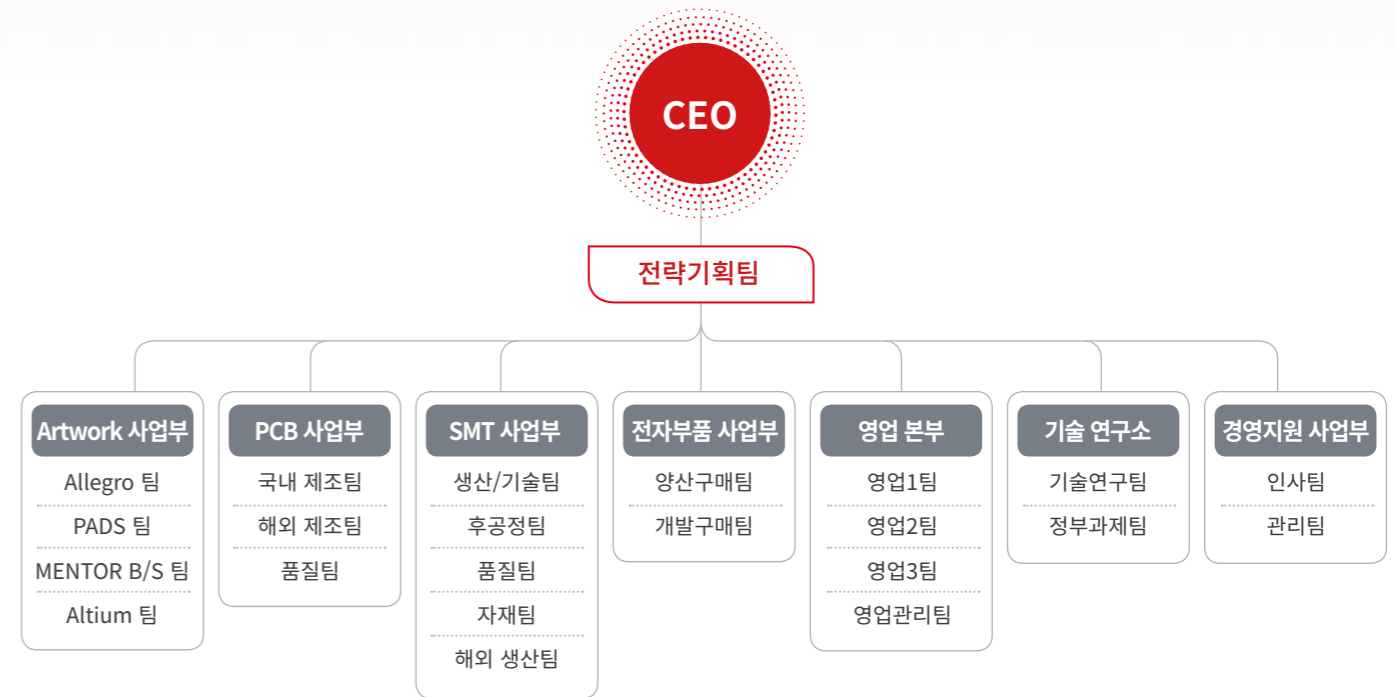 CEO
전략기획팀
Artwork 사업부
Allegro 팀
PADS 팀
MENTOR B/S 팀
Altium 팀
PCB 사업부
국내 제조팀
해외 제조팀
품질팀
SMT 사업부
생산/기술팀
후공정팀
품질팀
자재팀
해외 생산팀
전자부품 사업부
양산구매팀
개발구매팀
영업 본부
영업1팀
영업2팀
영업3팀
영업관리팀
기술 연구소
기술연구팀
정부과제팀
경영지원 사업부
인사팀
관리팀